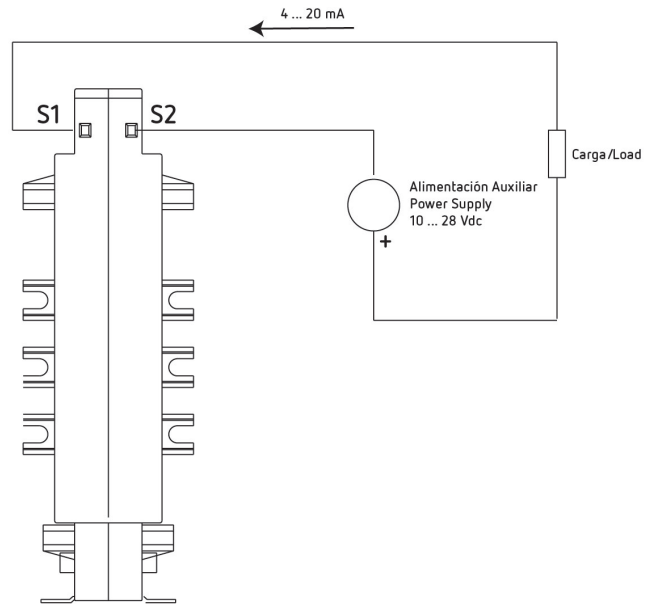 4 ... 20 mA
S1
S2
Carga/Load
Alimentación Auxiliar
Power Supply
10 ... 28 Vdc
+